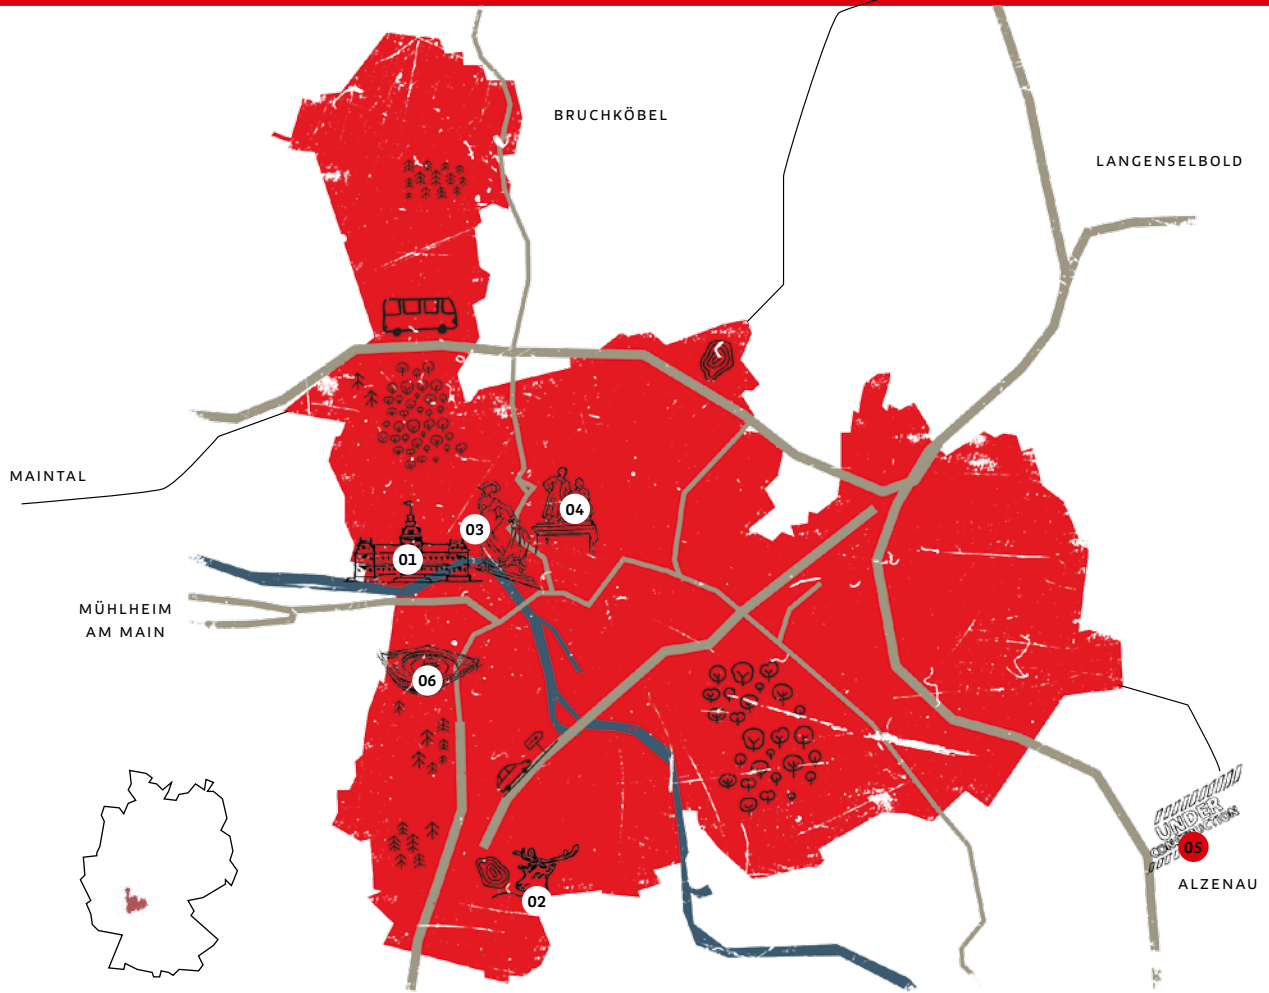 BRUCHKÖBEL
LANGENSELBOLD
MAINTAL
04
03
01
MÜHLHEIM
AM MAIN
06
UNDER
CONSTRUCTION
05
ALZENAU
02